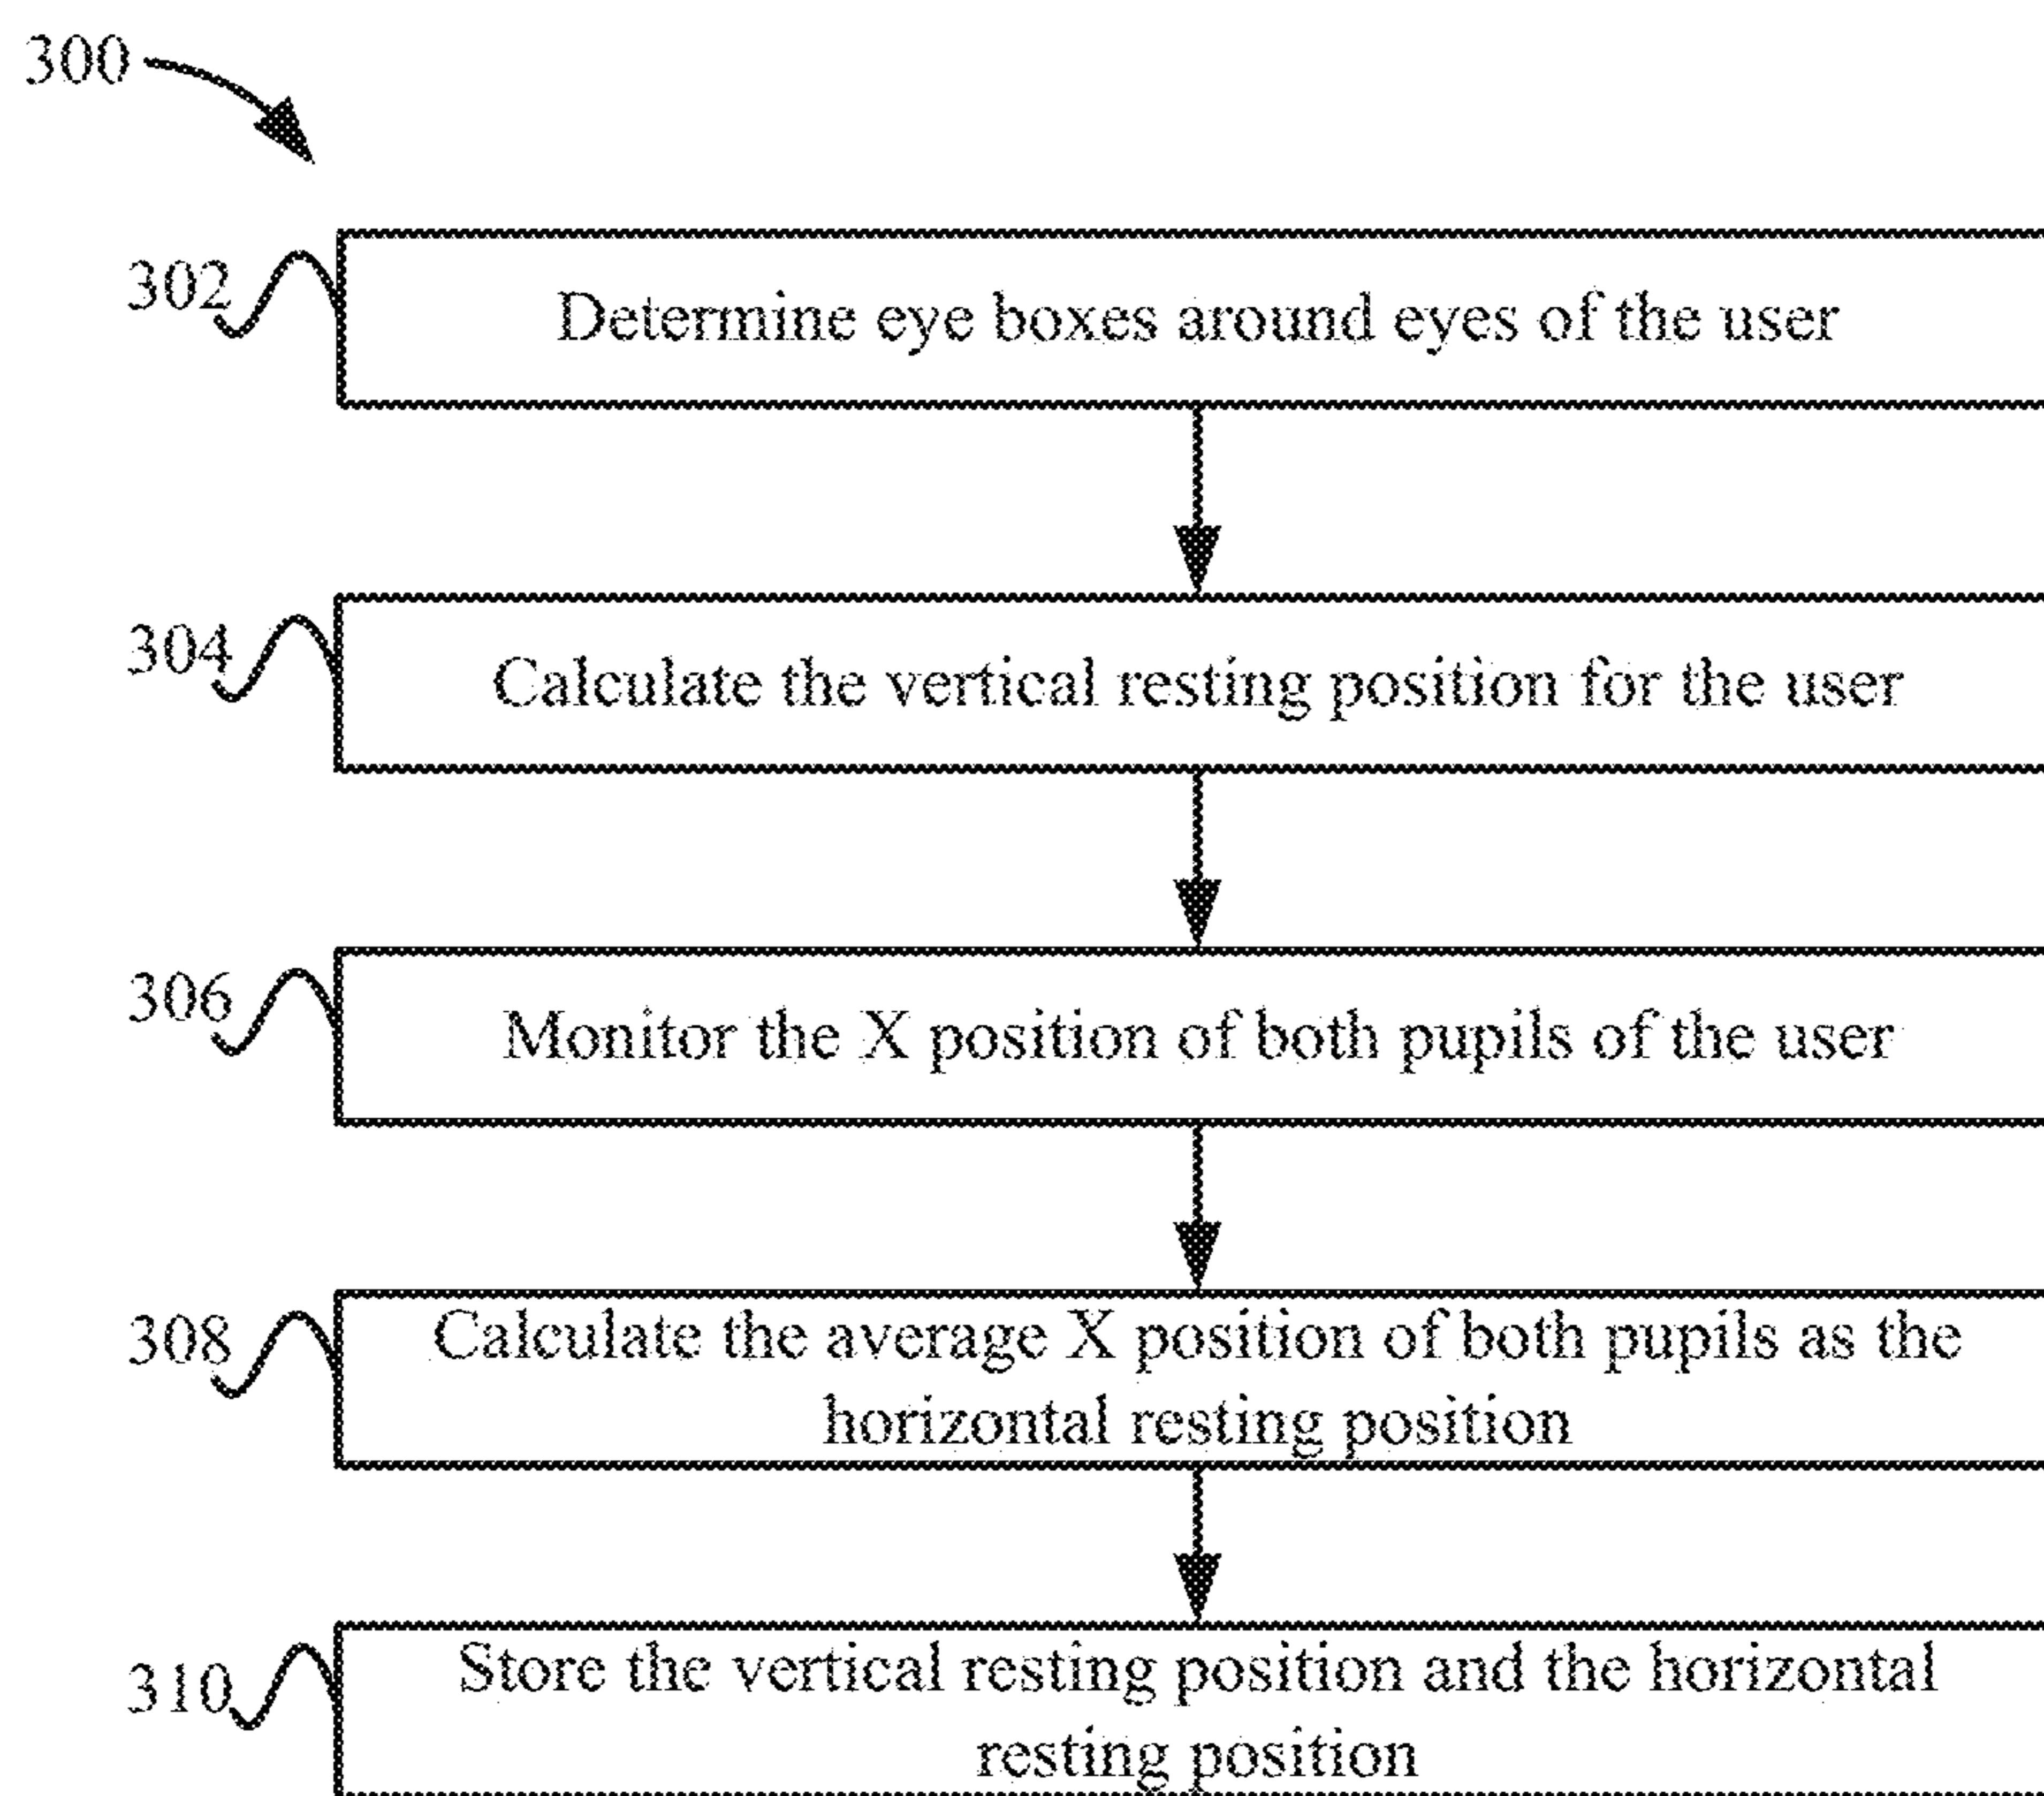 300
302
Determine eye boxes around eyes of the user
304
Calculate the vertical resting position for the user
306
Monitor the X position of both pupils of the user
308
Calculate the average X position of both pupils as the
horizontal resting position
310
Store the vertical resting position and the horizontal
resting position